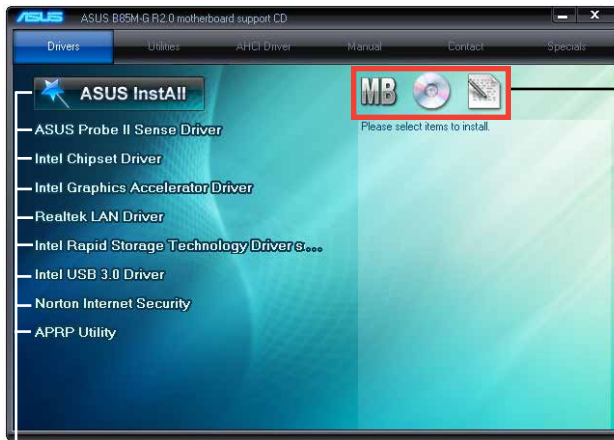 ASUS ASUS B85M-G R2.0 motherboard support CD
Drivers Utilities AHCI Driver Manual Contact Specials
ASUS InstAll
MB
Please select items to install.
ASUS Probe II Sense Driver
Intel Chipset Driver
Intel Graphics Accelerator Driver
Realtek LAN Driver
Intel Rapid Storage Technology Driver s....
Intel USB 3.0 Driver
Norton Internet Security
APRP Utility